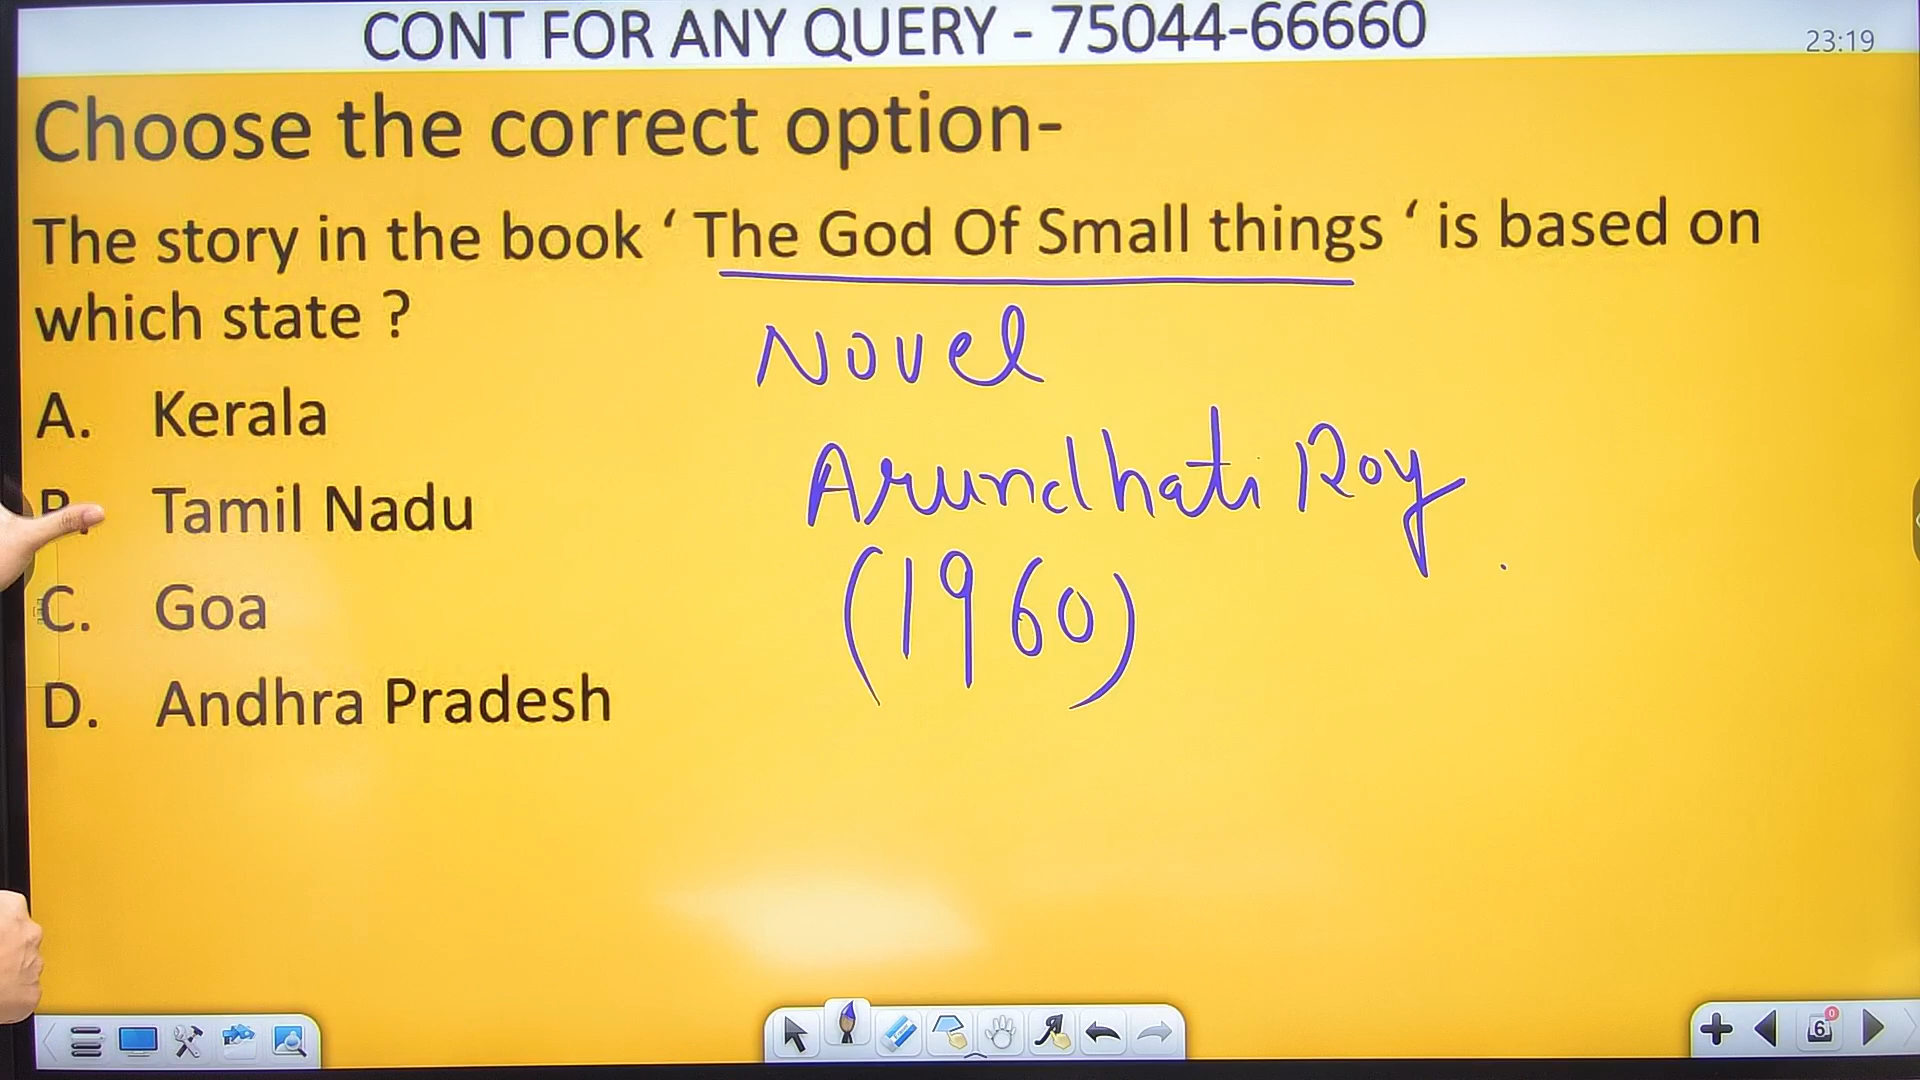 CONT FOR ANY QUERY - 75044-66660
23:19
Choose the correct option-
The story in the book ‘ The God Of Small things ‘ is based on
which state ?
Novel
A. Kerala
Arundhati Roy
B. Tamil Nadu
(1960)
C. Goa
D. Andhra Pradesh
6
0